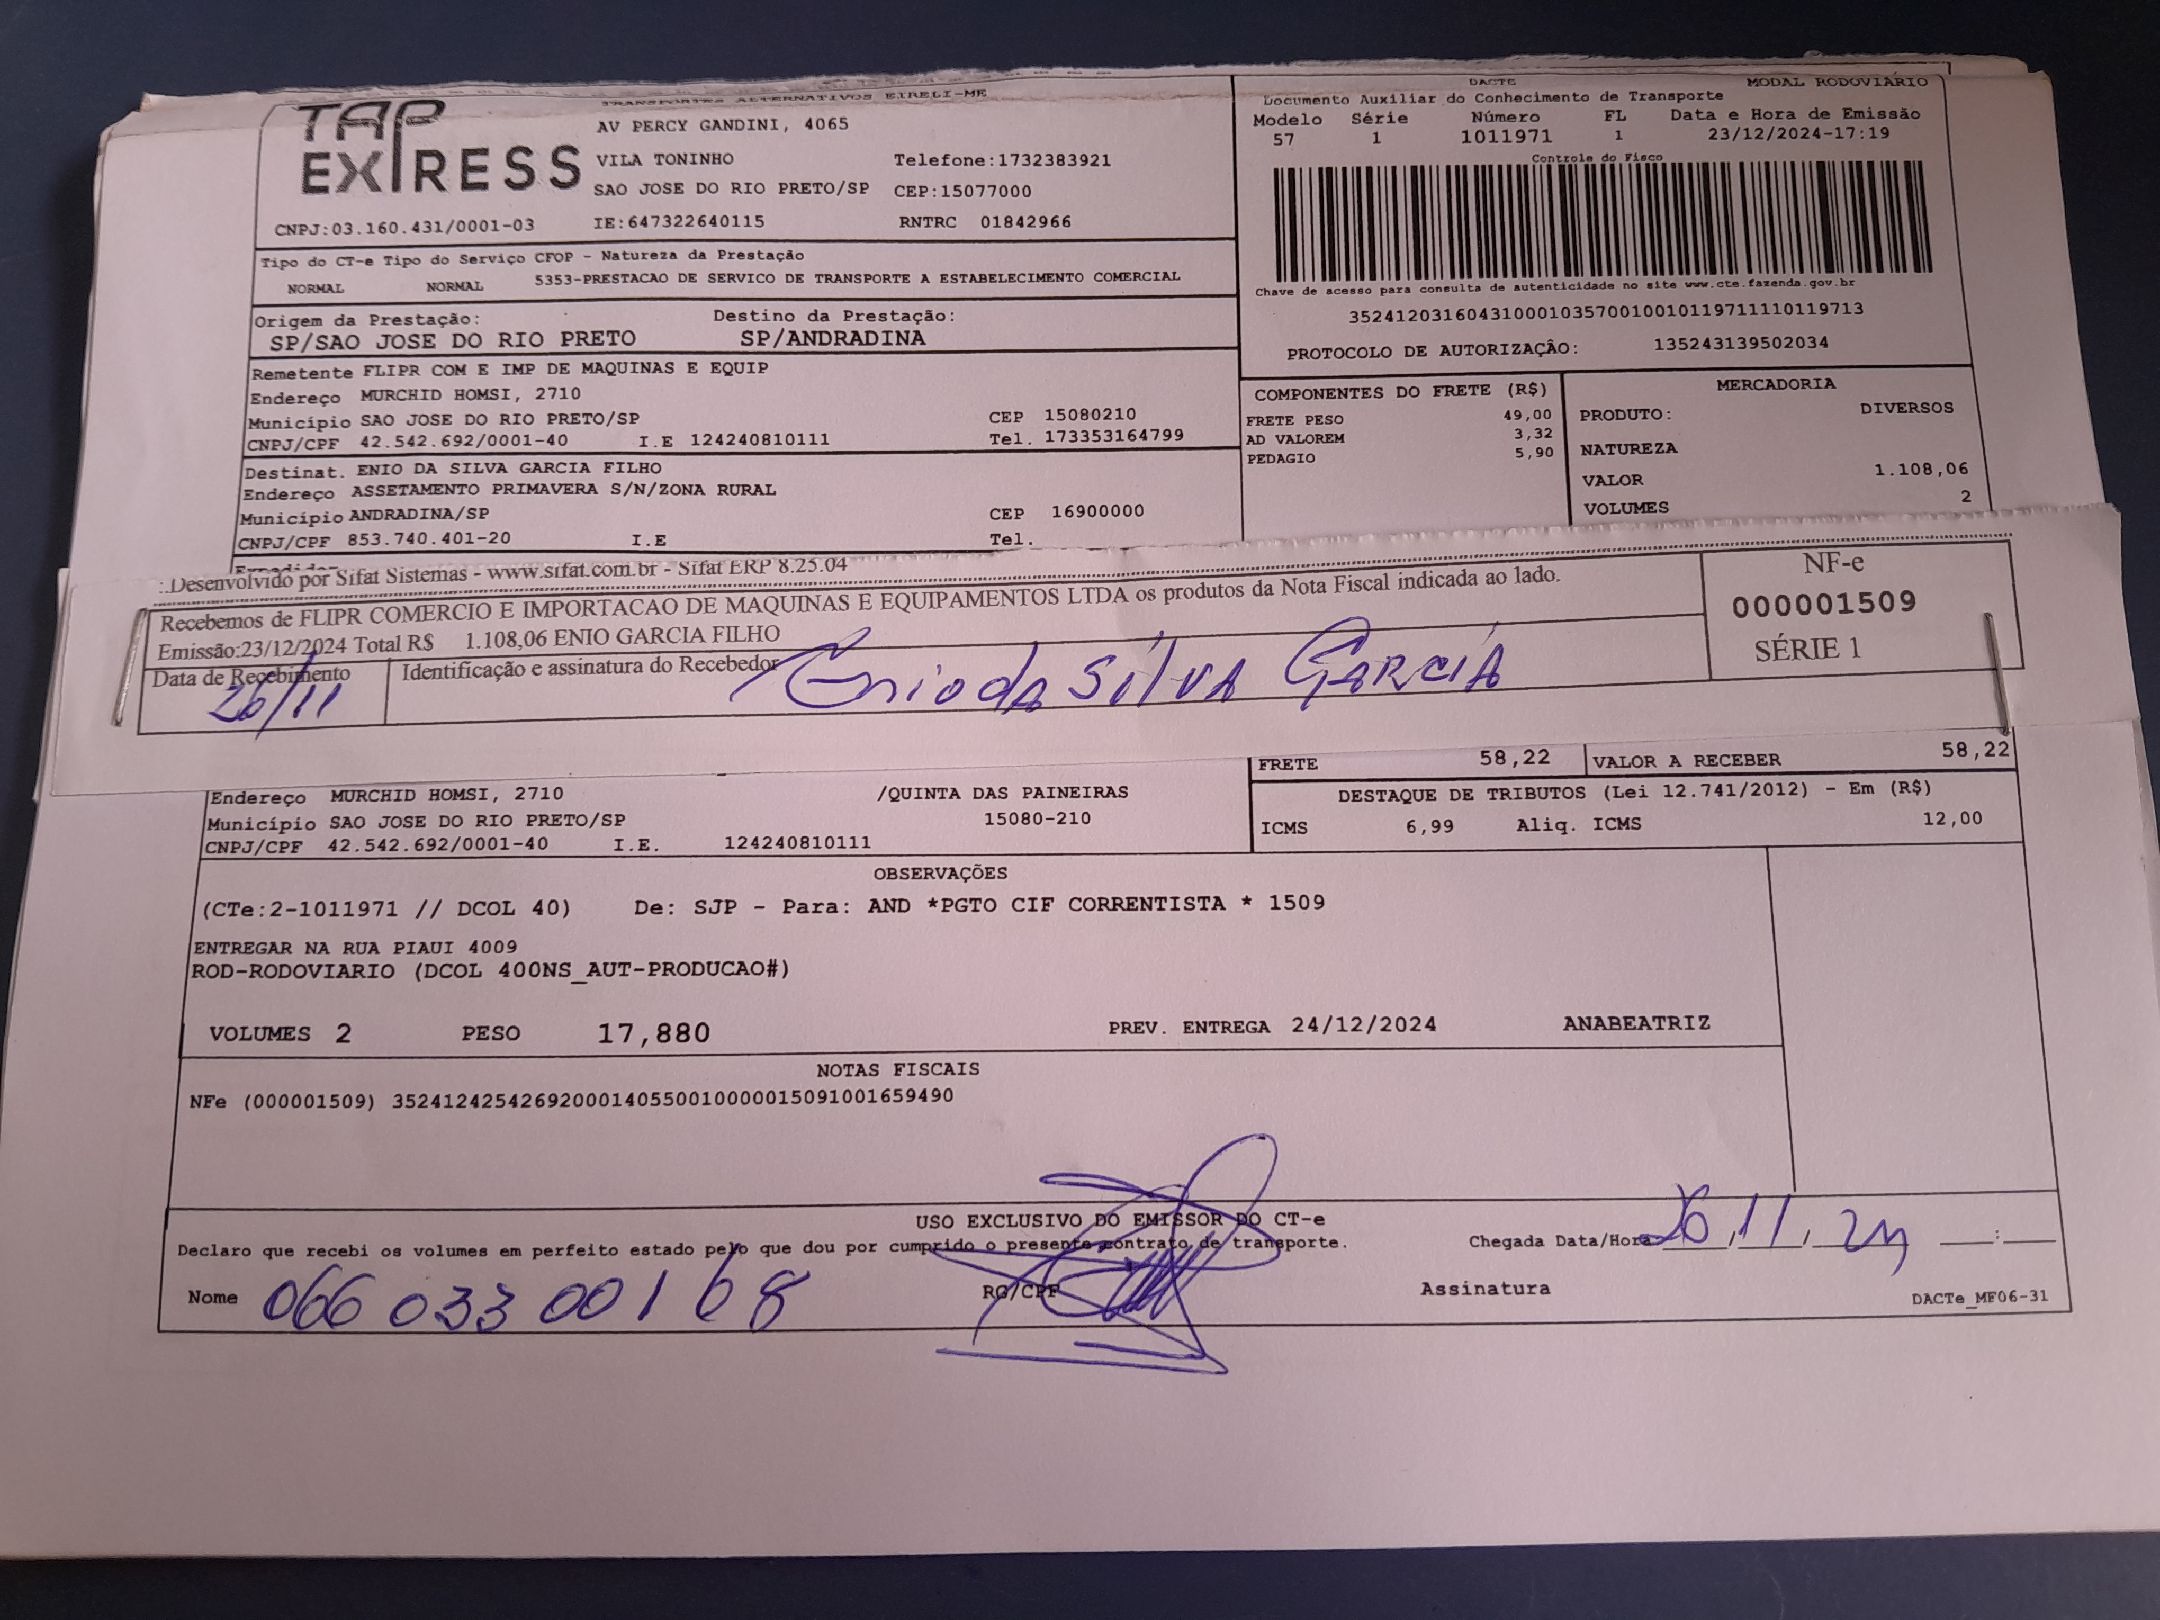 TAP EXPRESS
TRANSPORTES ALTERNATIVOS EIRELI-ME
AV PERCY GANDINI, 4065
VILA TONINHO Telefone:1732383921
SAO JOSE DO RIO PRETO/SP CEP:15077000
CNPJ:03.160.431/0001-03 IE:647322640115 RNTRC 01842966
DACTE MODAL RODOVIÁRIO
Documento Auxiliar do Conhecimento de Transporte
Modelo Série Número FL Data e Hora de Emissão
57 1 1011971 1 23/12/2024-17:19
Controle do Fisco
Chave de acesso para consulta de autenticidade no site www.cte.fazenda.gov.br
35241203160431000103570010010119711110119713
PROTOCOLO DE AUTORIZAÇÂO: 135243139502034
Tipo do CT-e Tipo do Serviço CFOP - Natureza da Prestação
NORMAL NORMAL 5353-PRESTACAO DE SERVICO DE TRANSPORTE A ESTABELECIMENTO COMERCIAL
Origem da Prestação: Destino da Prestação:
SP/SAO JOSE DO RIO PRETO SP/ANDRADINA
Remetente FLIPR COM E IMP DE MAQUINAS E EQUIP
Endereço MURCHID HOMSI, 2710
Município SAO JOSE DO RIO PRETO/SP CEP 15080210
CNPJ/CPF 42.542.692/0001-40 I.E 124240810111 Tel. 173353164799
Destinat. ENIO DA SILVA GARCIA FILHO
Endereço ASSETAMENTO PRIMAVERA S/N/ZONA RURAL
Município ANDRADINA/SP CEP 16900000
CNPJ/CPF 853.740.401-20 I.E Tel.
COMPONENTES DO FRETE (R$)
FRETE PESO 49,00
AD VALOREM 3,32
PEDAGIO 5,90
MERCADORIA
PRODUTO: DIVERSOS
NATUREZA
VALOR 1.108,06
VOLUMES 2
.:Desenvolvido por Sifat Sistemas - www.sifat.com.br - Sifat ERP 8.25.04
Recebemos de FLIPR COMERCIO E IMPORTACAO DE MAQUINAS E EQUIPAMENTOS LTDA os produtos da Nota Fiscal indicada ao lado.
Emissão:23/12/2024 Total R$ 1.108,06 ENIO GARCIA FILHO
Data de Recebimento Identificação e assinatura do Recebedor
26/11 Enio da SILVA GARCIA
NF-e
000001509
SÉRIE 1
FRETE 58,22 VALOR A RECEBER 58,22
Endereço MURCHID HOMSI, 2710 /QUINTA DAS PAINEIRAS
Município SAO JOSE DO RIO PRETO/SP 15080-210
CNPJ/CPF 42.542.692/0001-40 I.E. 124240810111
DESTAQUE DE TRIBUTOS (Lei 12.741/2012) - Em (R$)
ICMS 6,99 Aliq. ICMS 12,00
OBSERVAÇÕES
(CTe:2-1011971 // DCOL 40) De: SJP - Para: AND *PGTO CIF CORRENTISTA * 1509
ENTREGAR NA RUA PIAUI 4009
ROD-RODOVIARIO (DCOL 400NS_AUT-PRODUCAO#)
VOLUMES 2 PESO 17,880 PREV. ENTREGA 24/12/2024 ANABEATRIZ
NOTAS FISCAIS
NFe (000001509) 35241242542692000140550010000015091001659490
USO EXCLUSIVO DO EMISSOR DO CT-e
Declaro que recebi os volumes em perfeito estado pelo que dou por cumprido o presente contrato de transporte. Chegada Data/Hora 26,11,24 :
Nome 066 033 001 68 RG/CPF Assinatura
DACTe_MF06-31